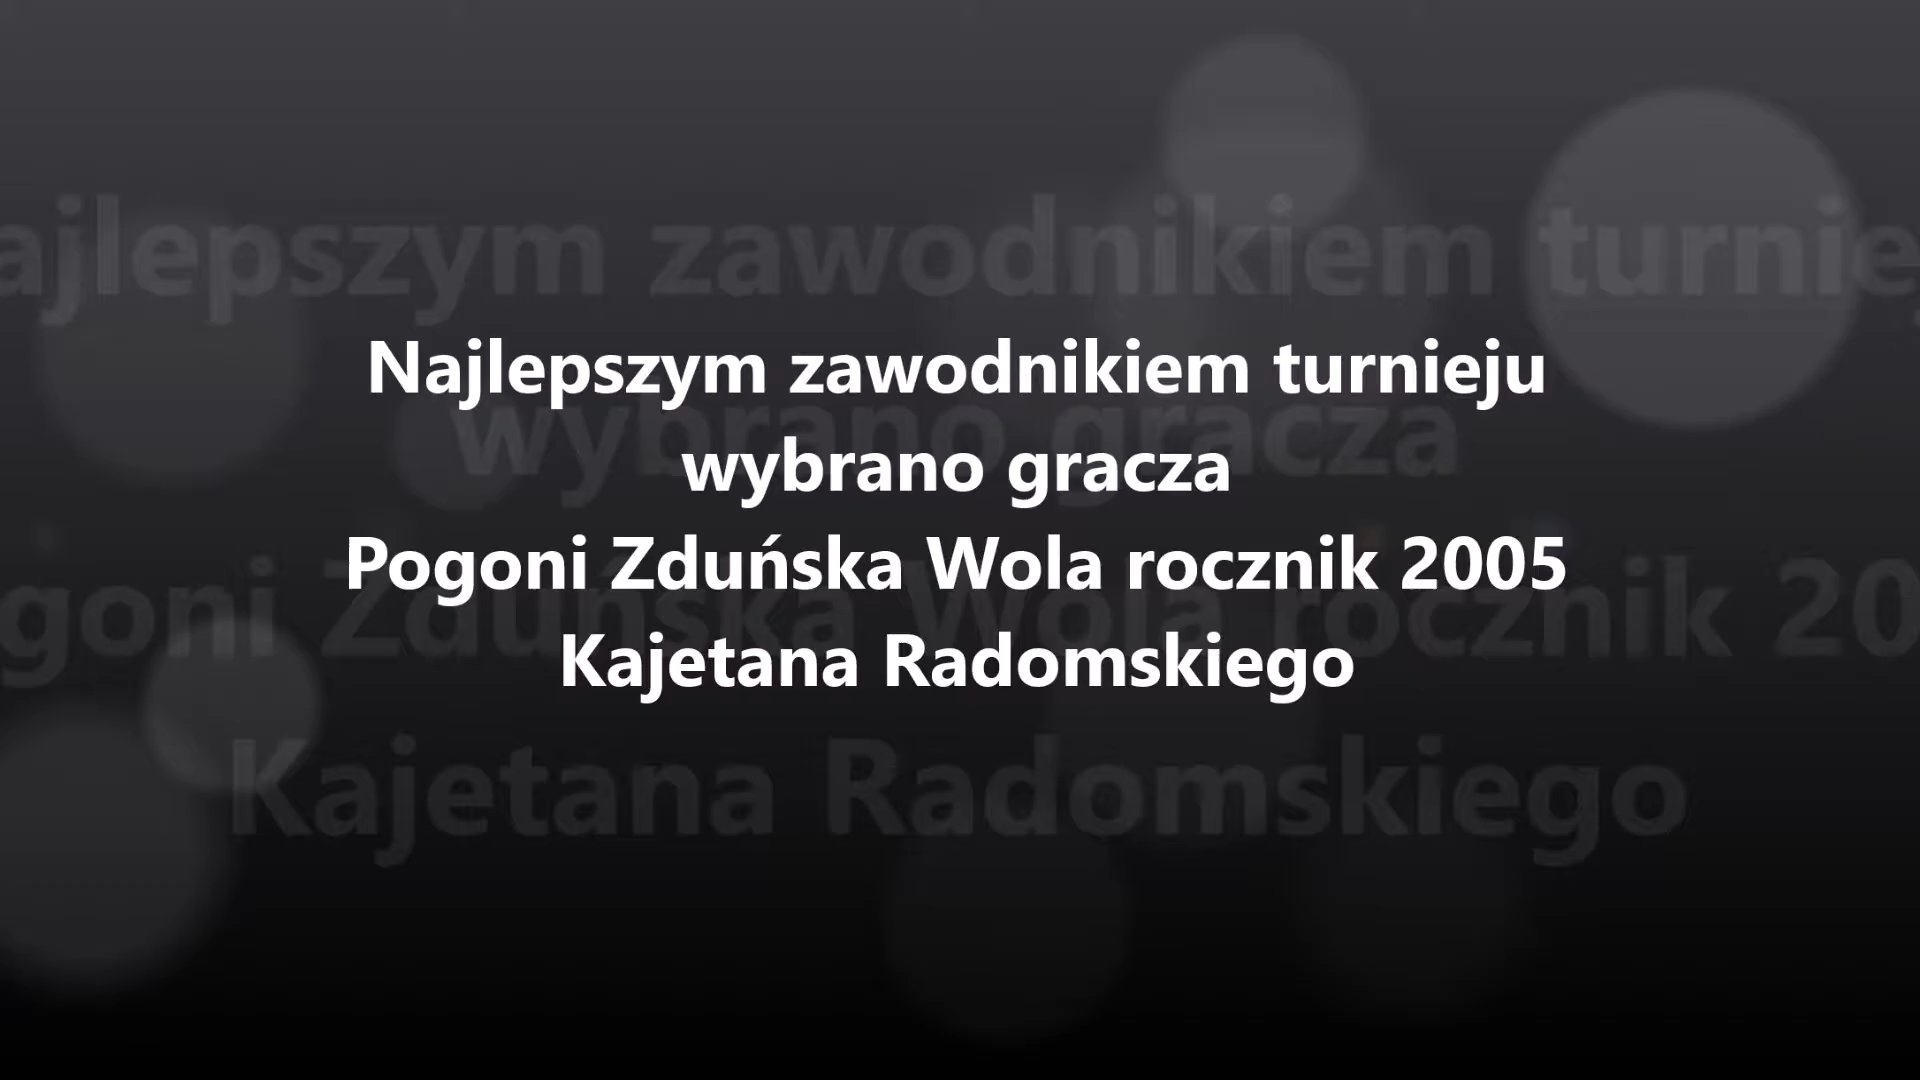 Najlepszym zawodnikiem turnieju
wybrano gracza
Pogoni Zduńska Wola rocznik 2005
Kajetana Radomskiego